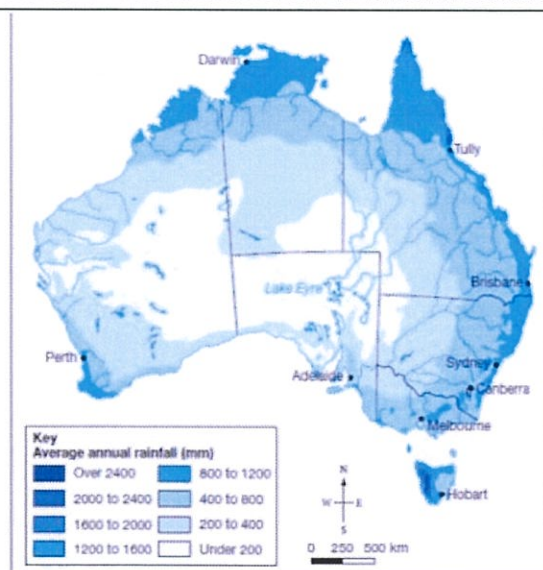 Darwin
Tully
Lake Eyre
Brisbane
Perth
Adelaide
Sydney
Canberra
Melbourne
Hobart
Key
Average annual rainfall (mm)
Over 2400
2000 to 2400
1600 to 2000
1200 to 1600
800 to 1200
400 to 800
200 to 400
Under 200
N
W E
S
0 250 500 km